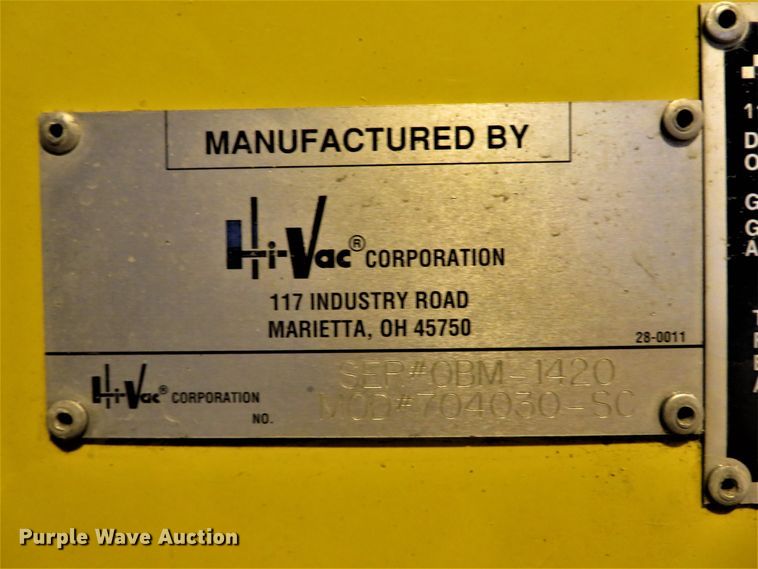 MANUFACTURED BY
Hi-Vac® CORPORATION
117 INDUSTRY ROAD
MARIETTA, OH 45750
28-0011
Hi-Vac® CORPORATION
NO.
SER#0BM-1420
MOD#704030-SC
11
D
O
G
G
A
Purple Wave Auction